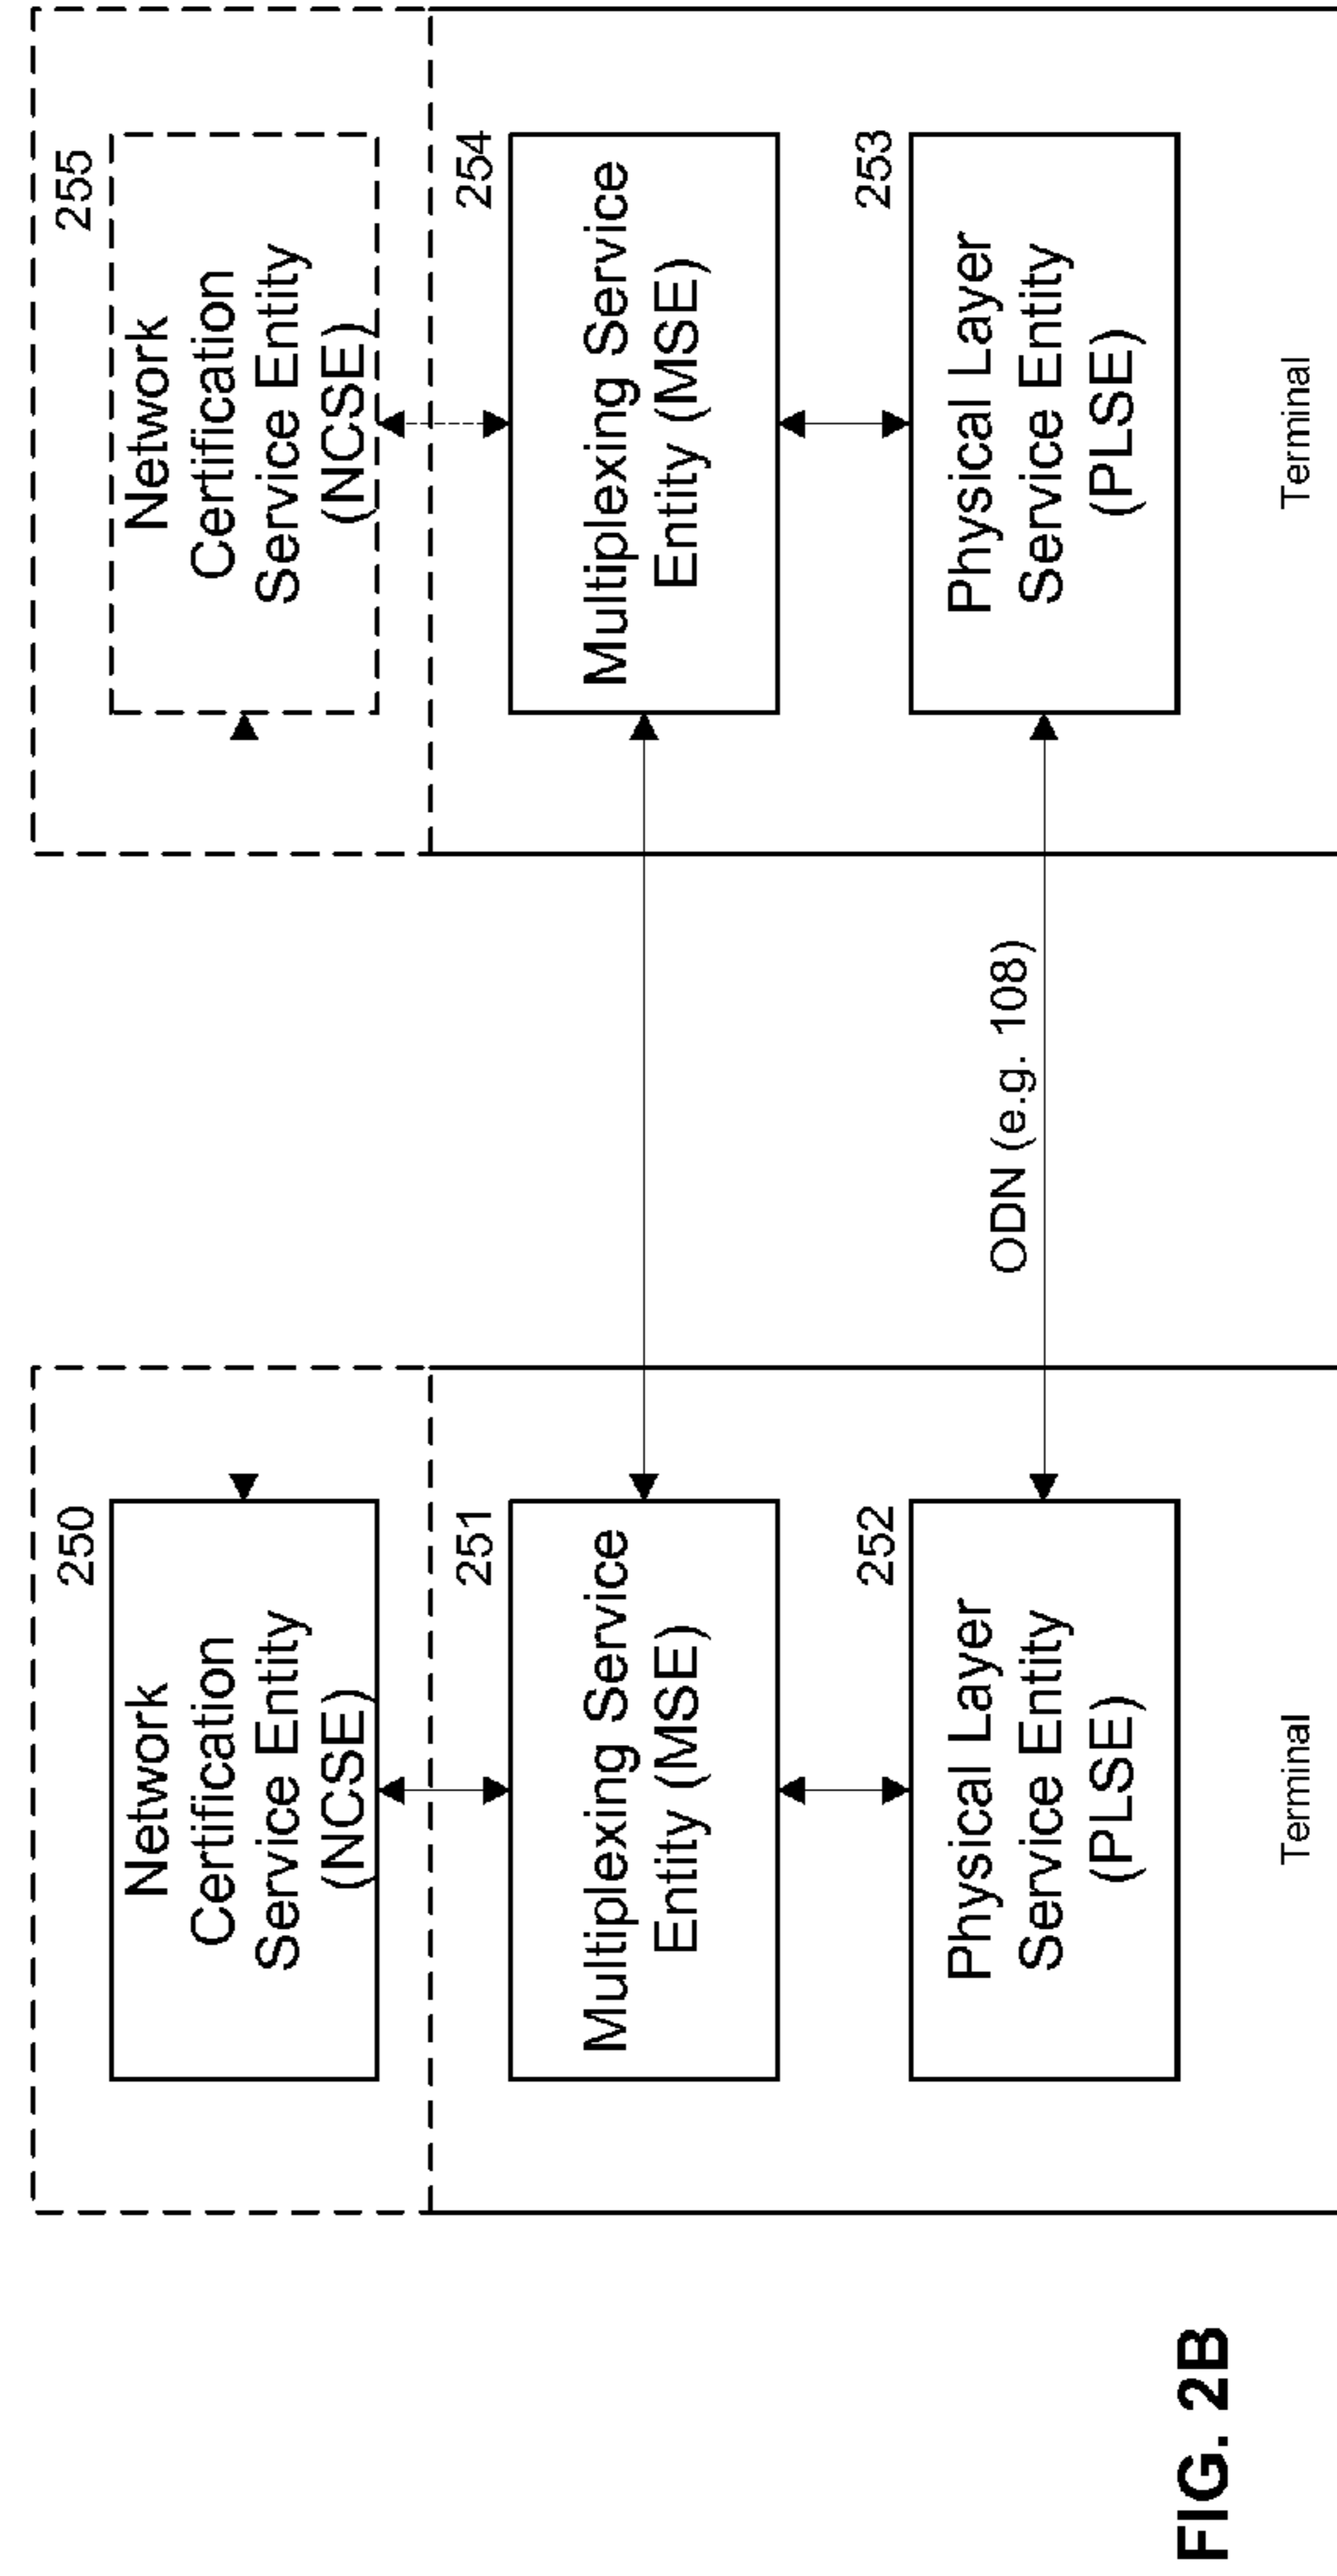 250
Network
Certification
Service Entity
(NCSE)
255
Network
Certification
Service Entity
(NCSE)
251
Multiplexing Service
Entity (MSE)
254
Multiplexing Service
Entity (MSE)
252
Physical Layer
Service Entity
(PLSE)
ODN (e.g. 108)
253
Physical Layer
Service Entity
(PLSE)
Terminal
Terminal
FIG. 2B